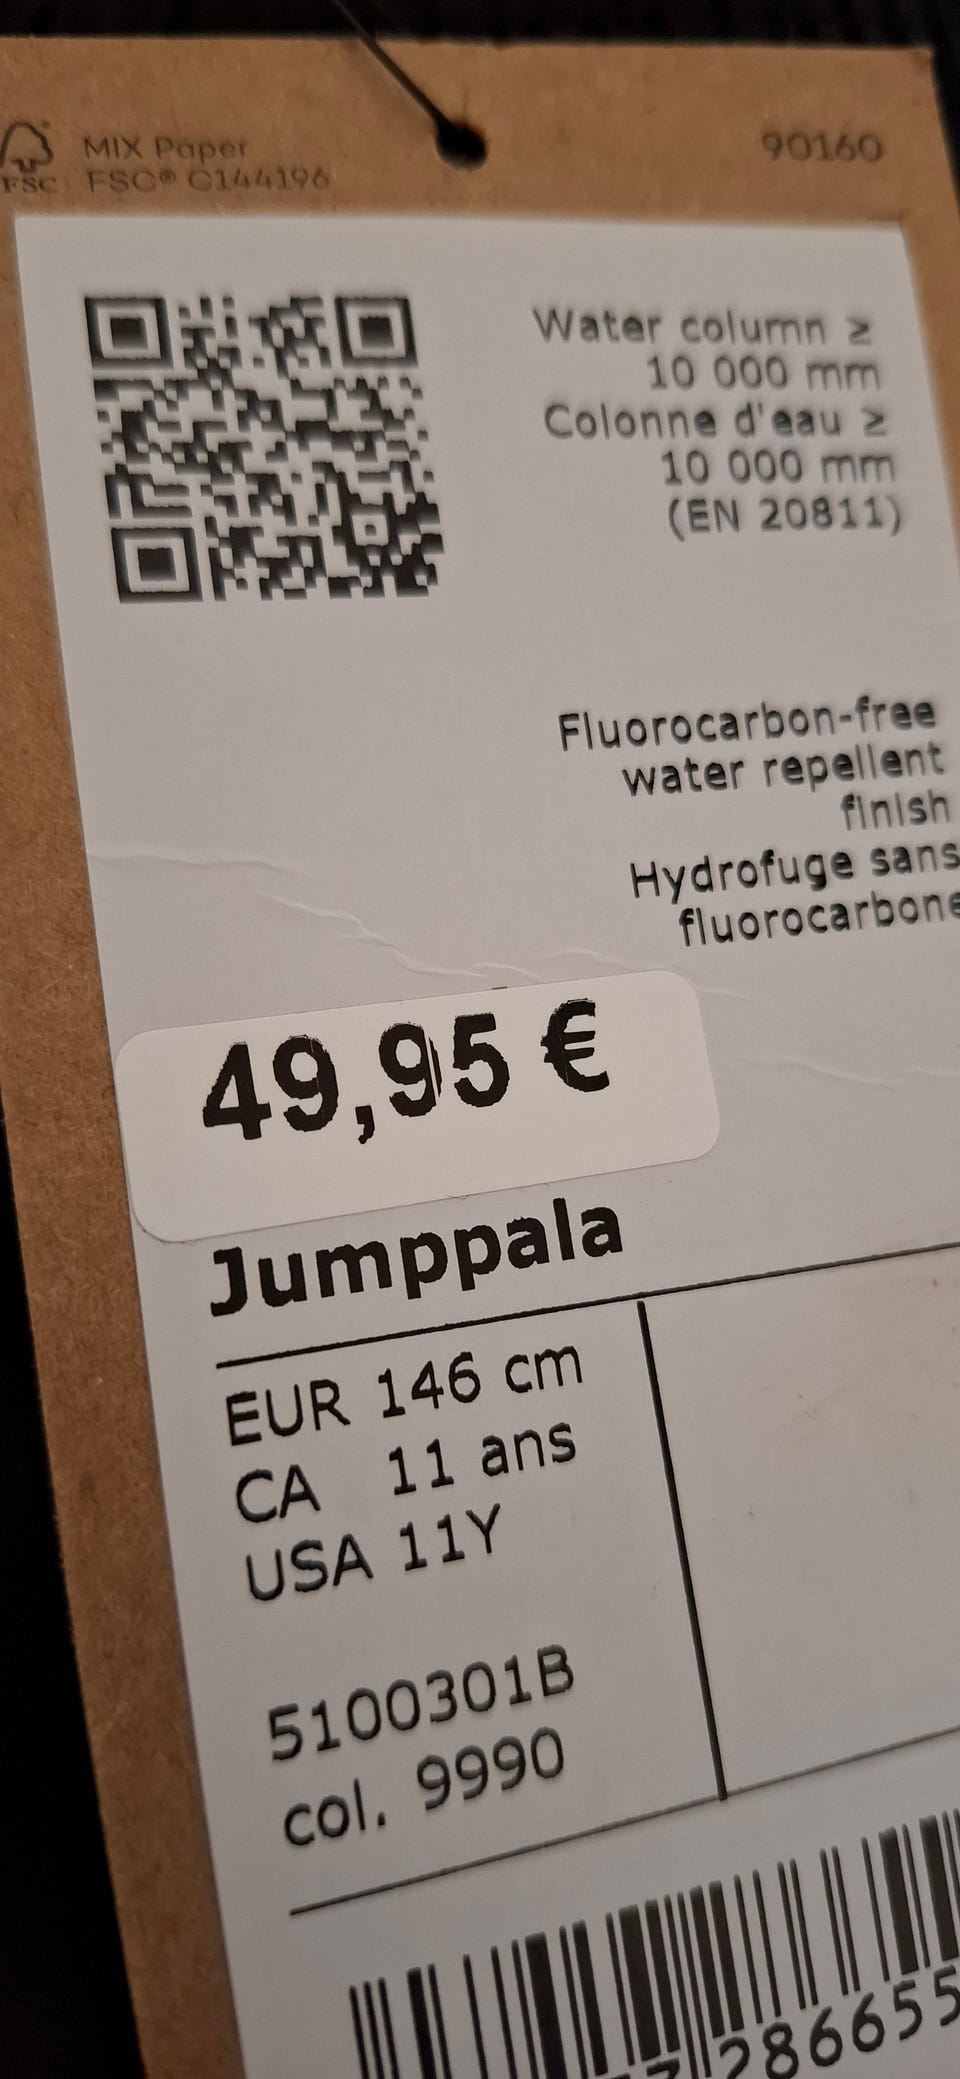 FSC
MIX Paper
FSC® C144196
90160
Water column ≥
10 000 mm
Colonne d'eau ≥
10 000 mm
(EN 20811)
Fluorocarbon-free
water repellent
finish
Hydrofuge sans
fluorocarbone
49,95 €
Jumppala
EUR 146 cm
CA 11 ans
USA 11Y
5100301B
col. 9990
286655